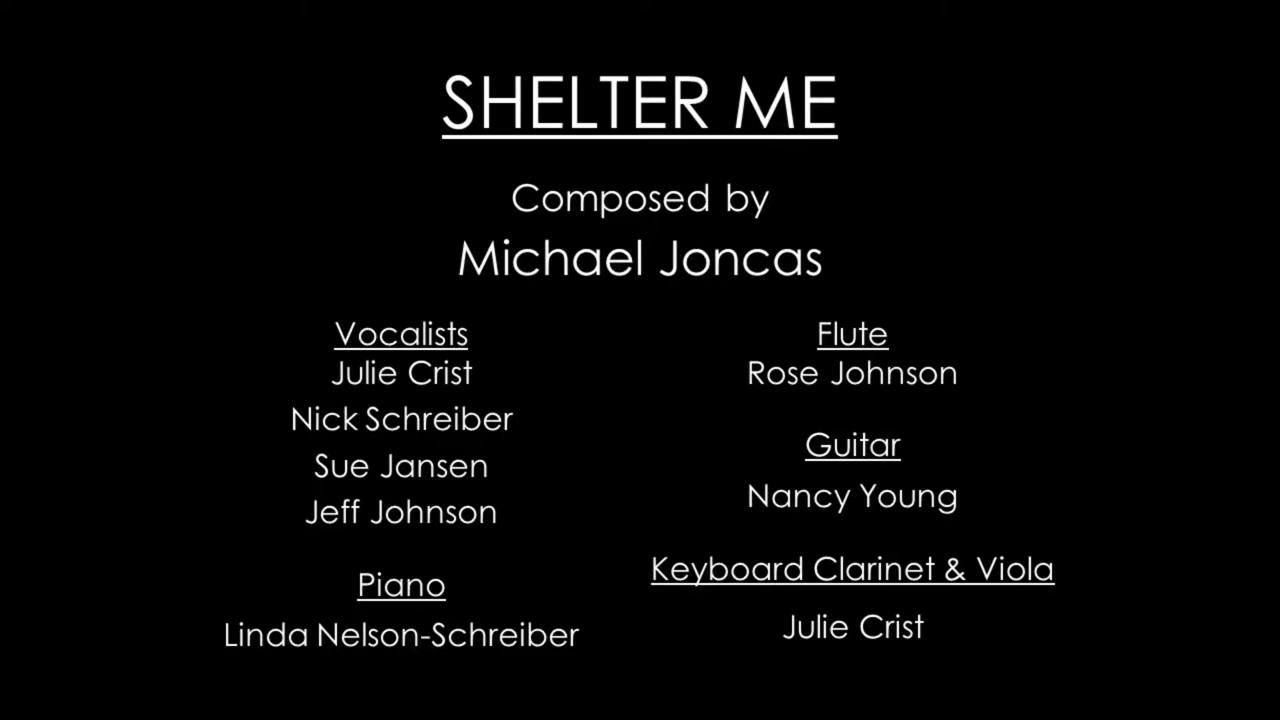 SHELTER ME
Composed by
Michael Joncas
Vocalists
Julie Crist
Nick Schreiber
Sue Jansen
Jeff Johnson
Piano
Linda Nelson-Schreiber
Flute
Rose Johnson
Guitar
Nancy Young
Keyboard Clarinet & Viola
Julie Crist